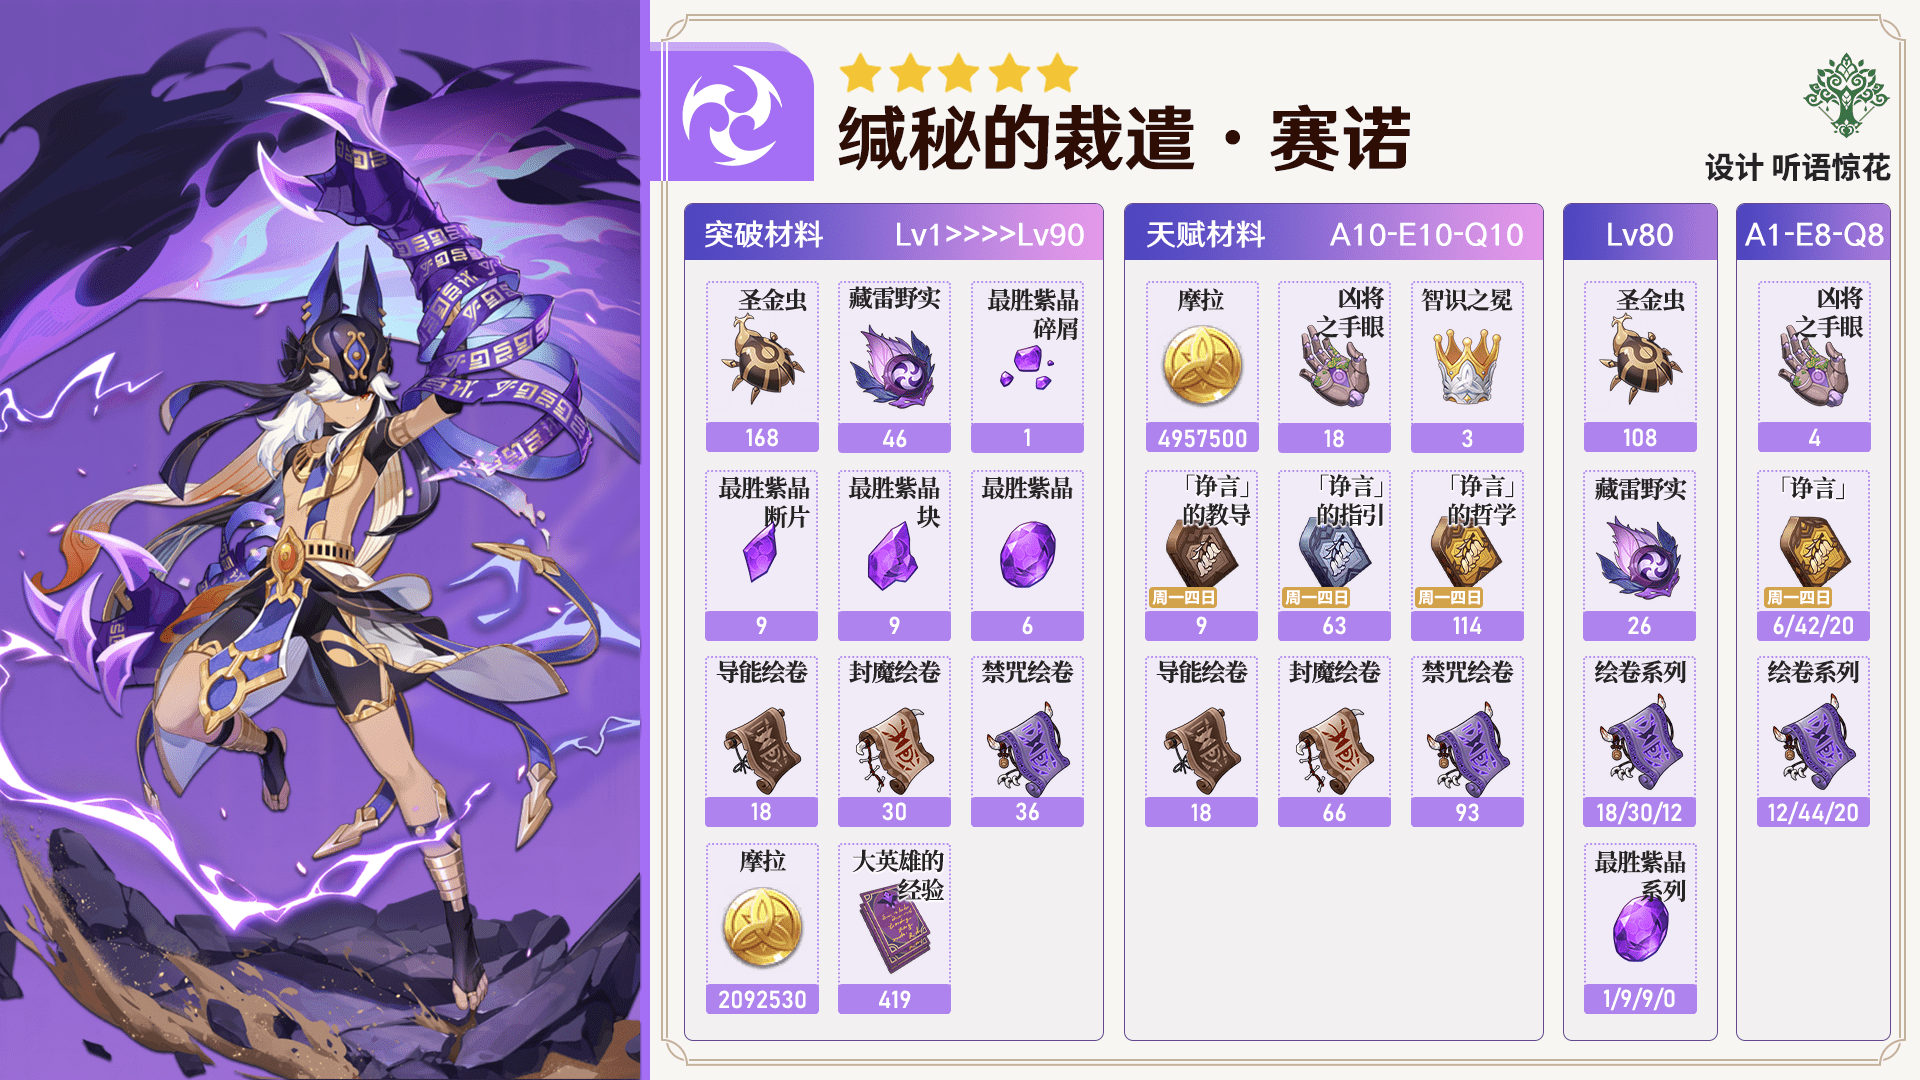 缄秘的裁遣·赛诺
设计 听语惊花
突破材料 Lv1>>>>Lv90
圣金虫
168
藏雷野实
46
最胜紫晶
碎屑
1
最胜紫晶
断片
9
最胜紫晶
块
9
最胜紫晶
6
导能绘卷
18
封魔绘卷
30
禁咒绘卷
36
摩拉
2092530
大英雄的
经验
419
天赋材料 A10-E10-Q10
摩拉
4957500
凶将
之手眼
18
智识之冕
3
「诤言」
的教导
周一四日
9
「诤言」
的指引
周一四日
63
「诤言」
的哲学
周一四日
114
导能绘卷
18
封魔绘卷
66
禁咒绘卷
93
Lv80
圣金虫
108
藏雷野实
26
绘卷系列
18/30/12
最胜紫晶
系列
1/9/9/0
A1-E8-Q8
凶将
之手眼
4
「诤言」
周一四日
6/42/20
绘卷系列
12/44/20